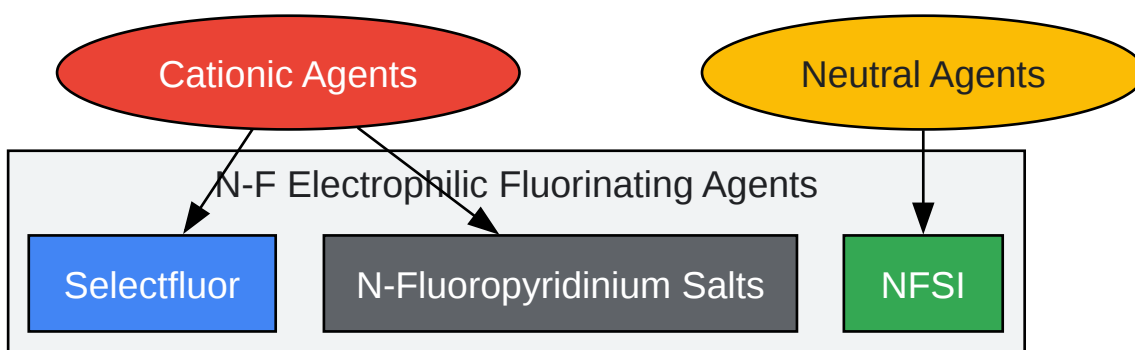 Cationic Agents
Neutral Agents
N-F Electrophilic Fluorinating Agents
Selectfluor
N-Fluoropyridinium Salts
NFSI